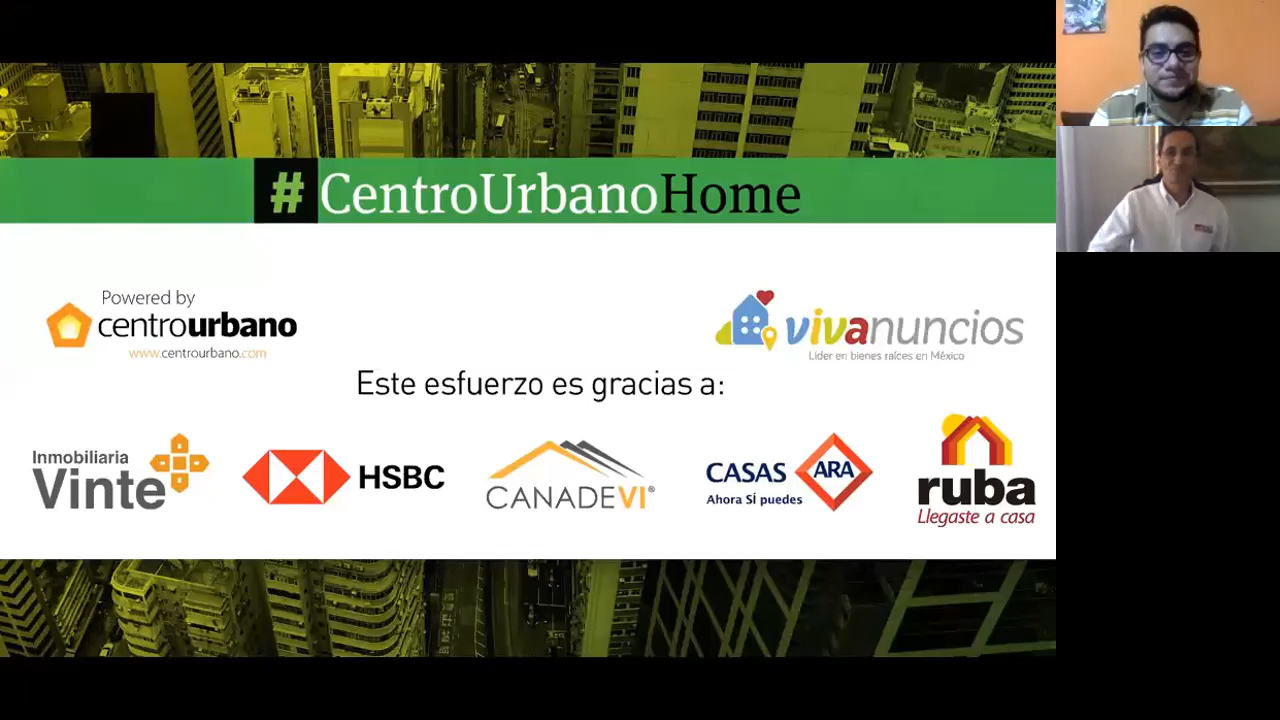 #CentroUrbanoHome
Powered by
centrourbano
www.centrourbano.com
vivanuncios
Líder en bienes raíces en México
Este esfuerzo es gracias a:
Inmobiliaria
Vinte
HSBC
CANADEVI®
CASAS ARA
Ahora SÍ puedes
ruba
Llegaste a casa